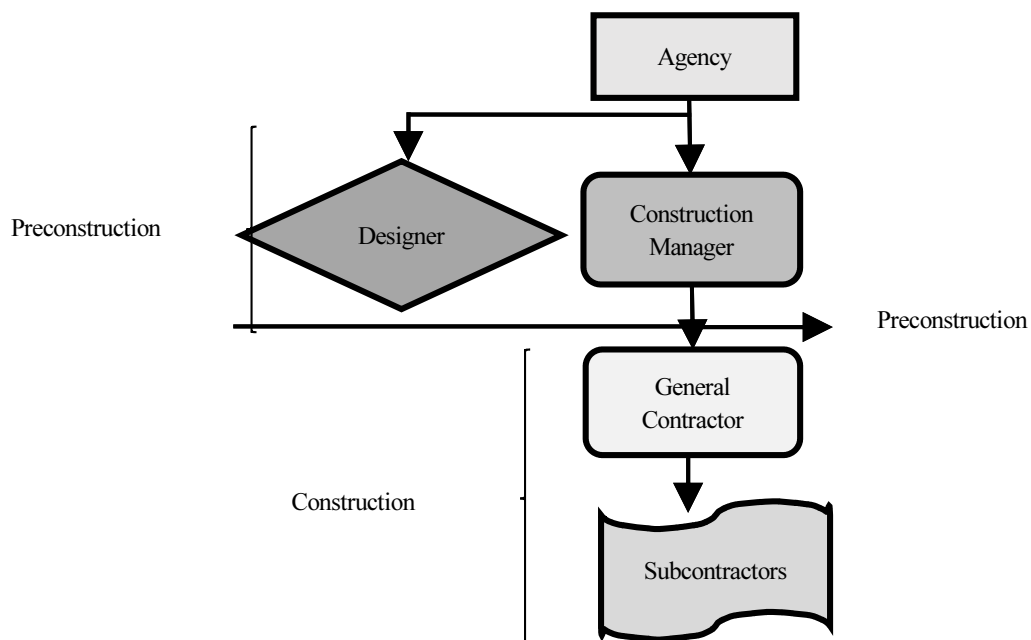 Agency
Preconstruction
Designer
Construction
Manager
Preconstruction
General
Contractor
Construction
Subcontractors